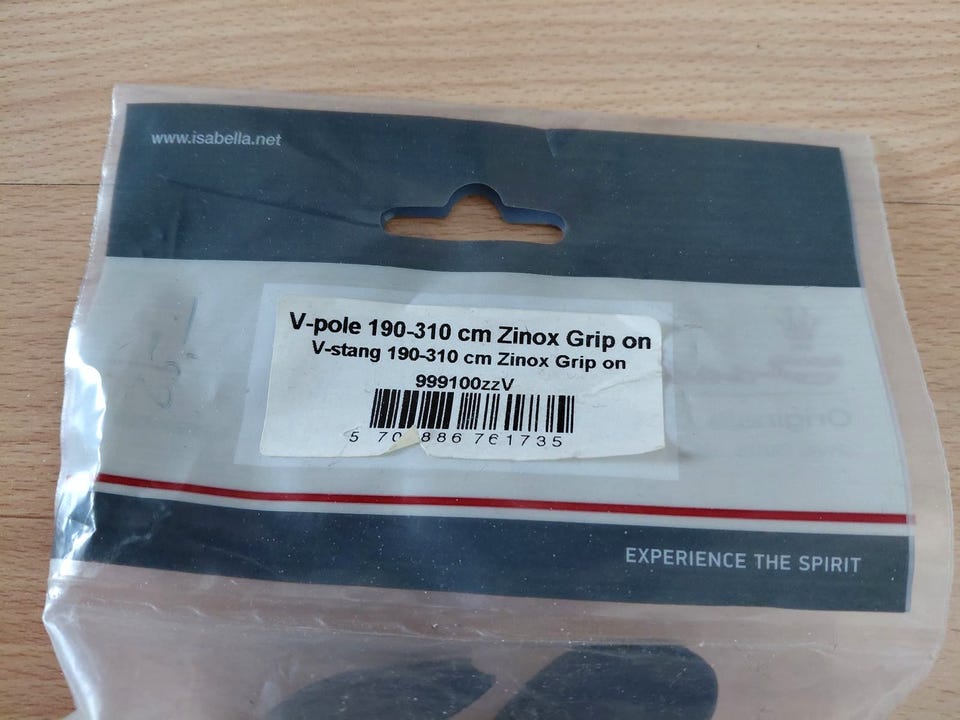 www.isabella.net
V-pole 190-310 cm Zinox Grip on
V-stang 190-310 cm Zinox Grip on
999100zzV
5 70 886 761735
EXPERIENCE THE SPIRIT